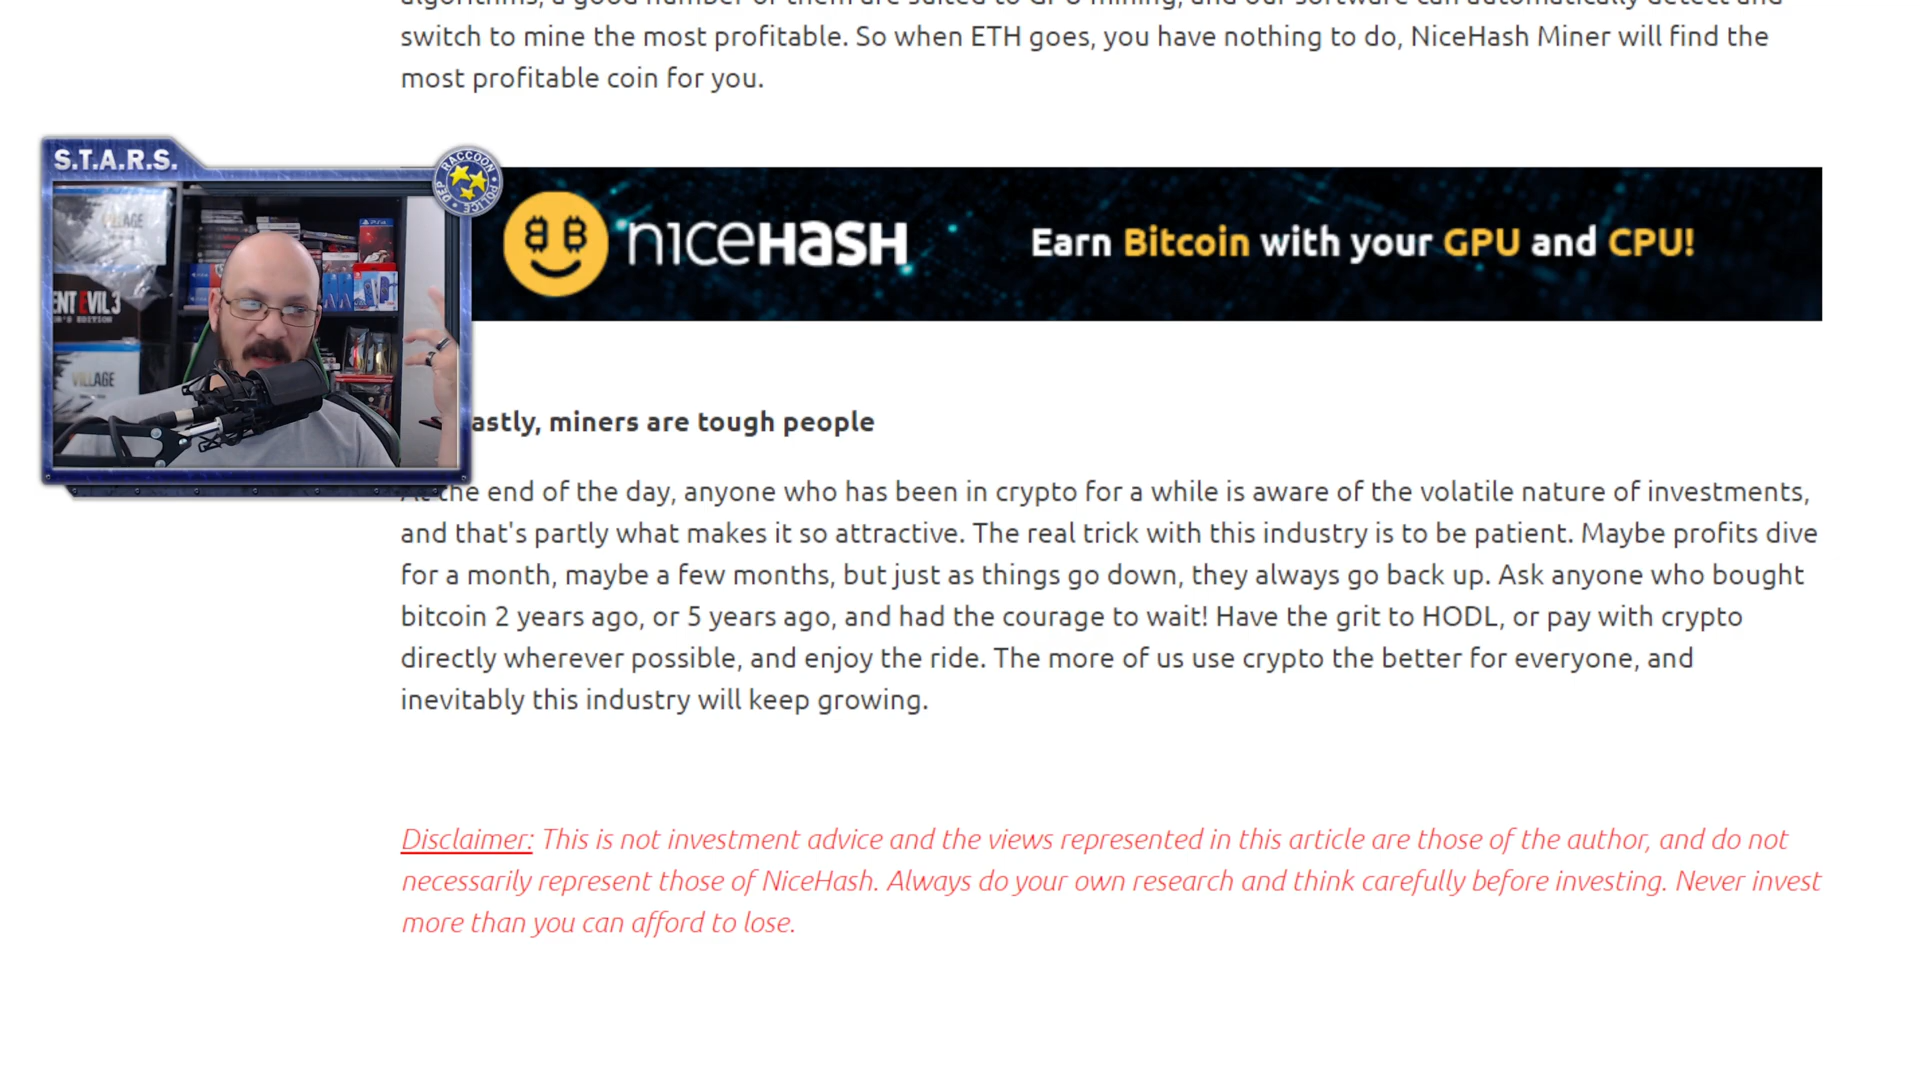 switch to mine the most profitable. So when ETH goes, you have nothing to do, NiceHash Miner will find the
most profitable coin for you.
S.T.A.R.S.
RACCOON POLICE DEP
VILLAGE
ENT EVIL 3
VILLAGE
niceHaSH
Earn Bitcoin with your GPU and CPU!
astly, miners are tough people
the end of the day, anyone who has been in crypto for a while is aware of the volatile nature of investments,
and that's partly what makes it so attractive. The real trick with this industry is to be patient. Maybe profits dive
for a month, maybe a few months, but just as things go down, they always go back up. Ask anyone who bought
bitcoin 2 years ago, or 5 years ago, and had the courage to wait! Have the grit to HODL, or pay with crypto
directly wherever possible, and enjoy the ride. The more of us use crypto the better for everyone, and
inevitably this industry will keep growing.
Disclaimer: This is not investment advice and the views represented in this article are those of the author, and do not
necessarily represent those of NiceHash. Always do your own research and think carefully before investing. Never invest
more than you can afford to lose.